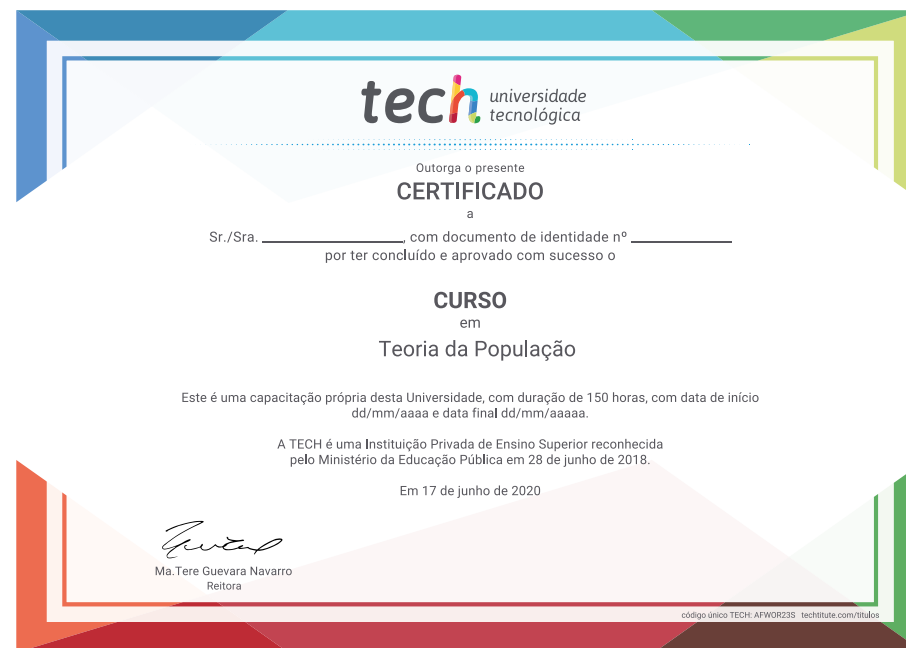 tech universidade
tecnológica
Outorga o presente
CERTIFICADO
a
Sr./Sra. ____________, com documento de identidade nº ____________
por ter concluído e aprovado com sucesso o
CURSO
em
Teoria da População
Este é uma capacitação própria desta Universidade, com duração de 150 horas, com data de início
dd/mm/aaaa e data final dd/mm/aaaaa.
A TECH é uma Instituição Privada de Ensino Superior reconhecida
pelo Ministério da Educação Pública em 28 de junho de 2018.
Em 17 de junho de 2020
Ma.Tere Guevara Navarro
Reitora
código único TECH: AFWOR23S techtitute.com/titulos